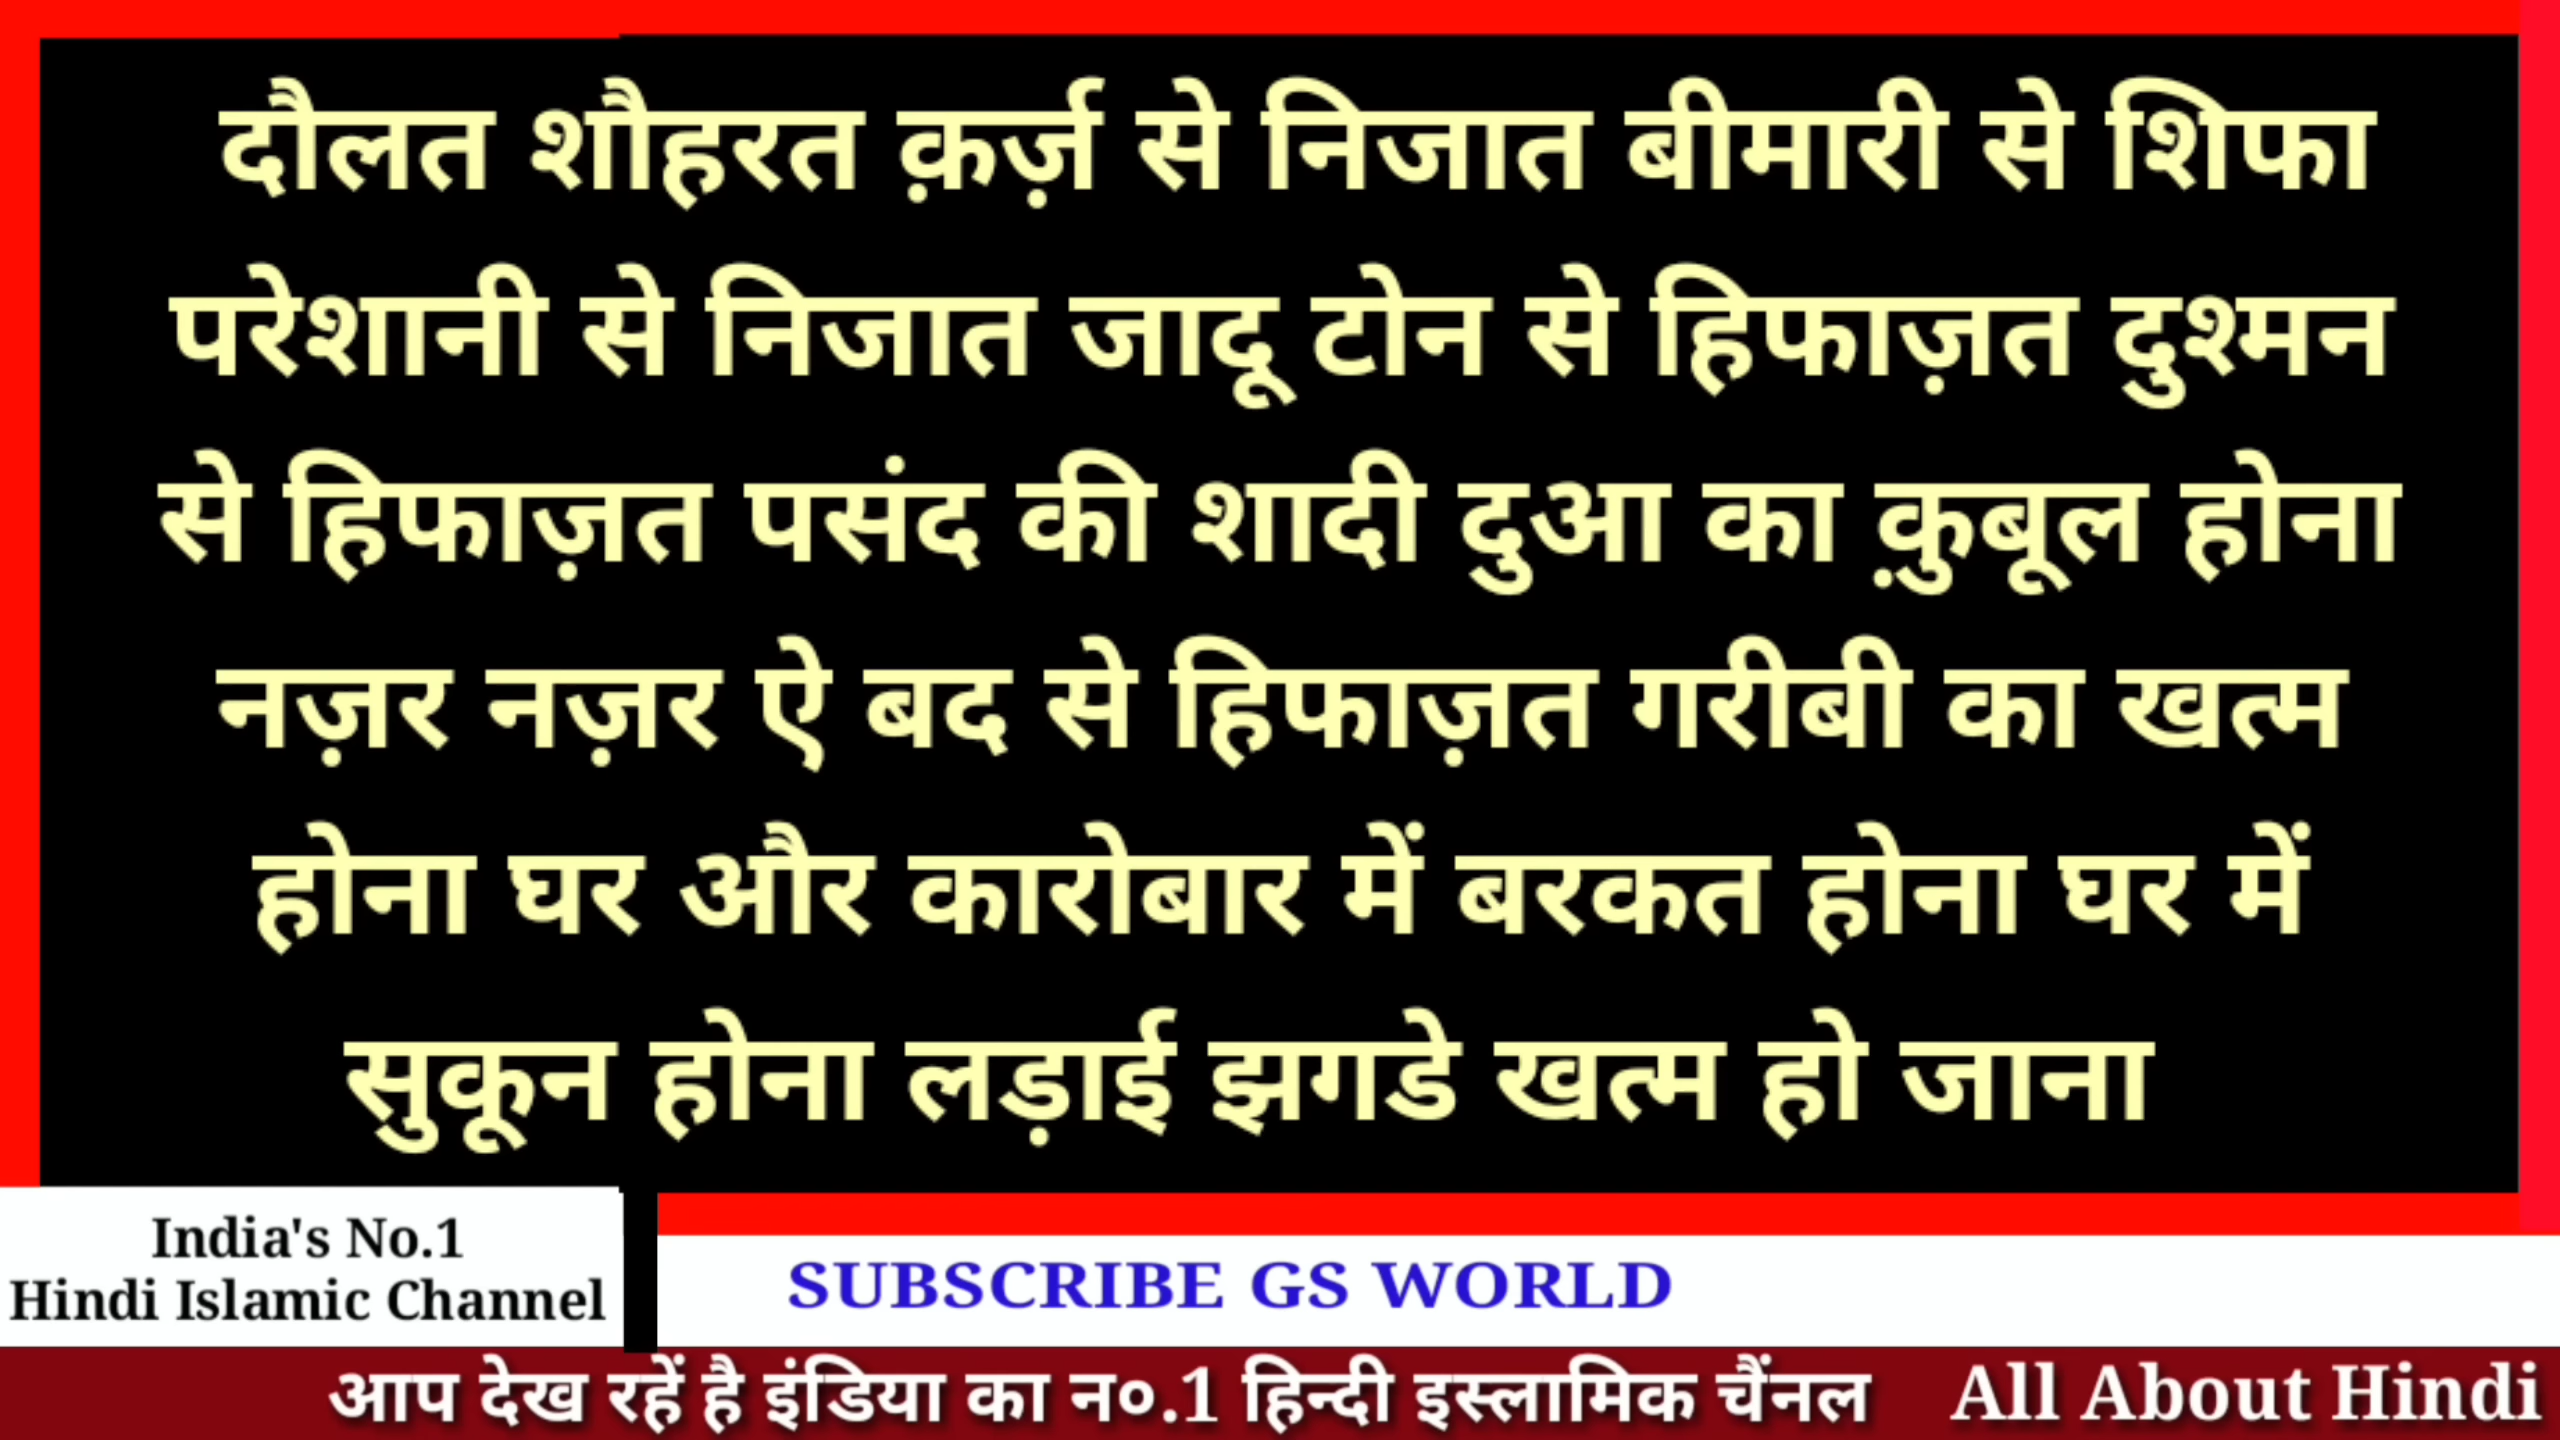 दौलत शौहरत क़र्ज़ से निजात बीमारी से शिफा
परेशानी से निजात जादू टोन से हिफाज़त दुश्मन
से हिफाज़त पसंद की शादी दुआ का क़ुबूल होना
नज़र नज़र ऐ बद से हिफाज़त गरीबी का खत्म
होना घर और कारोबार में बरकत होना घर में
सुकून होना लड़ाई झगडे खत्म हो जाना
India's No.1
Hindi Islamic Channel
SUBSCRIBE GS WORLD
आप देख रहें है इंडिया का न०.1 हिन्दी इस्लामिक चैंनल All About Hindi